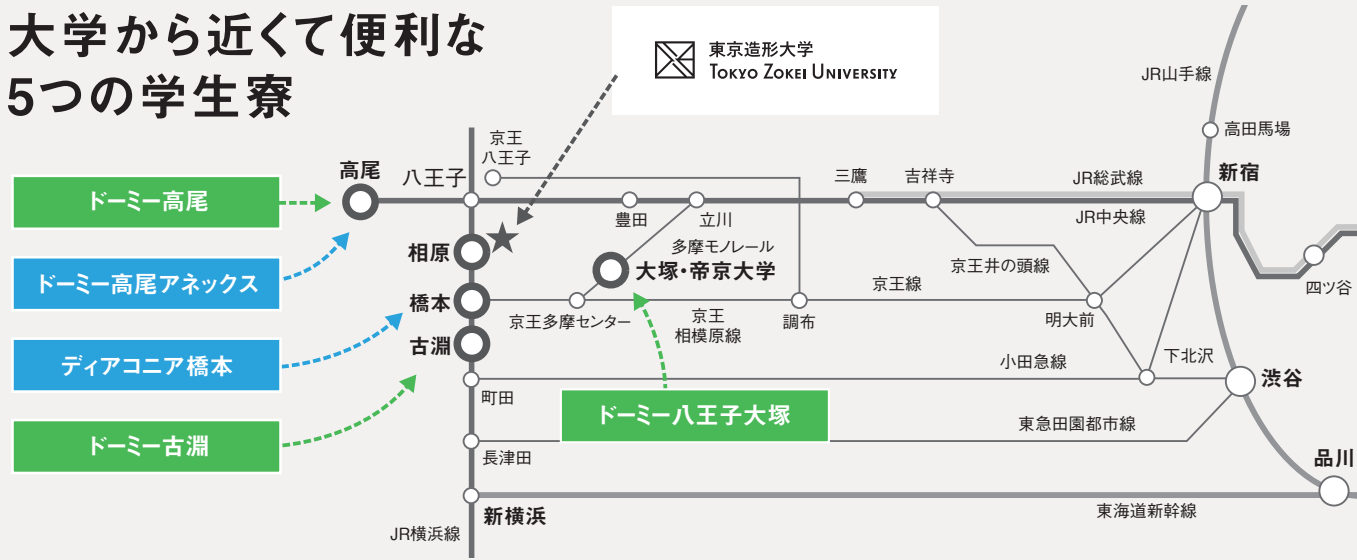 大学から近くて便利な
5つの学生寮
東京造形大学
TOKYO ZOKEI UNIVERSITY
JR山手線
高田馬場
京王
八王子
高尾
八王子
三鷹
吉祥寺
JR総武線
新宿
ドーミー高尾
豊田
立川
JR中央線
相原
多摩モノレール
大塚・帝京大学
京王井の頭線
ドーミー高尾アネックス
京王線
四ツ谷
橋本
京王多摩センター
京王
相模原線
調布
明大前
古淵
ディアコニア橋本
小田急線
下北沢
渋谷
町田
ドーミー八王子大塚
東急田園都市線
ドーミー古淵
長津田
品川
新横浜
東海道新幹線
JR横浜線